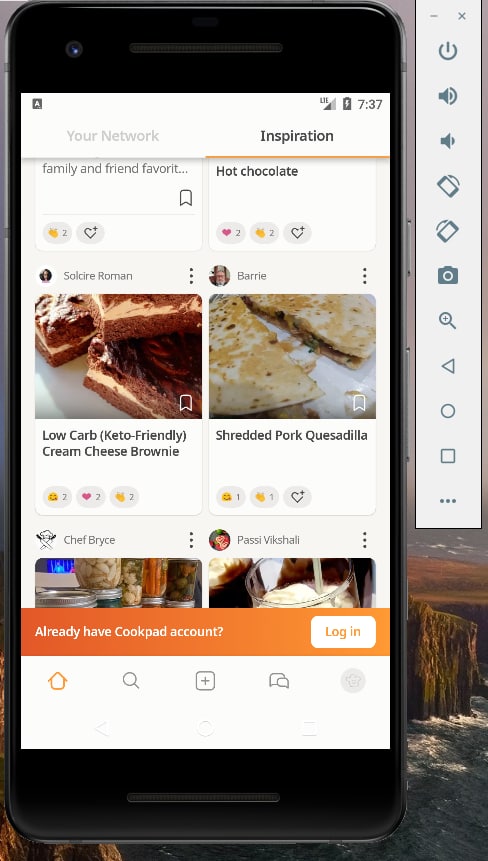 LTE 7:37
Your Network Inspiration
family and friend favorit...
Hot chocolate
2
2 2
Solcire Roman
Barrie
Low Carb (Keto-Friendly)
Cream Cheese Brownie
Shredded Pork Quesadilla
2 2 2
1 1
Chef Bryce
Passi Vikshali
Already have Cookpad account?
Log in